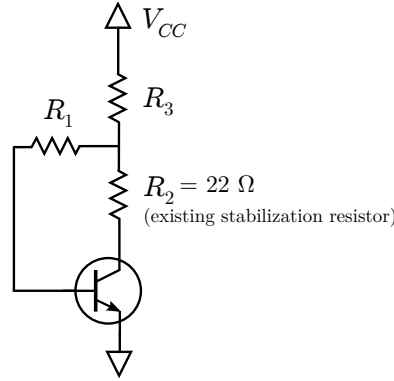 V_CC
R_3
R_1
R_2 = 22 Ω
(existing stabilization resistor)